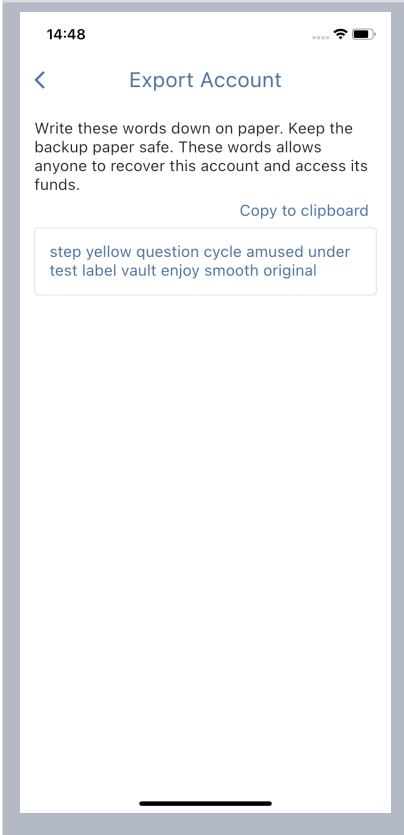 14:48
Export Account
Write these words down on paper. Keep the
backup paper safe. These words allows
anyone to recover this account and access its
funds.
Copy to clipboard
step yellow question cycle amused under
test label vault enjoy smooth original